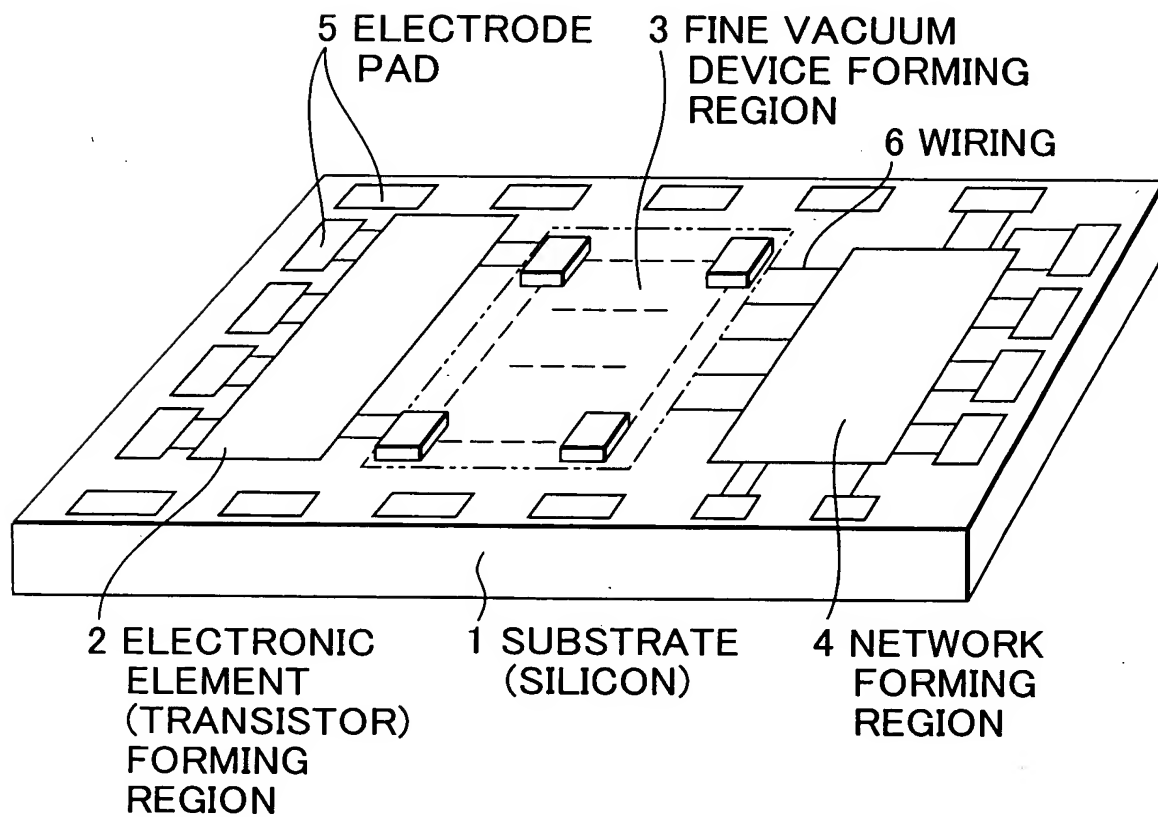 5 ELECTRODE
PAD
3 FINE VACUUM
DEVICE FORMING
REGION
6 WIRING
2 ELECTRONIC
ELEMENT
(TRANSISTOR)
FORMING
REGION
1 SUBSTRATE
(SILICON)
4 NETWORK
FORMING
REGION